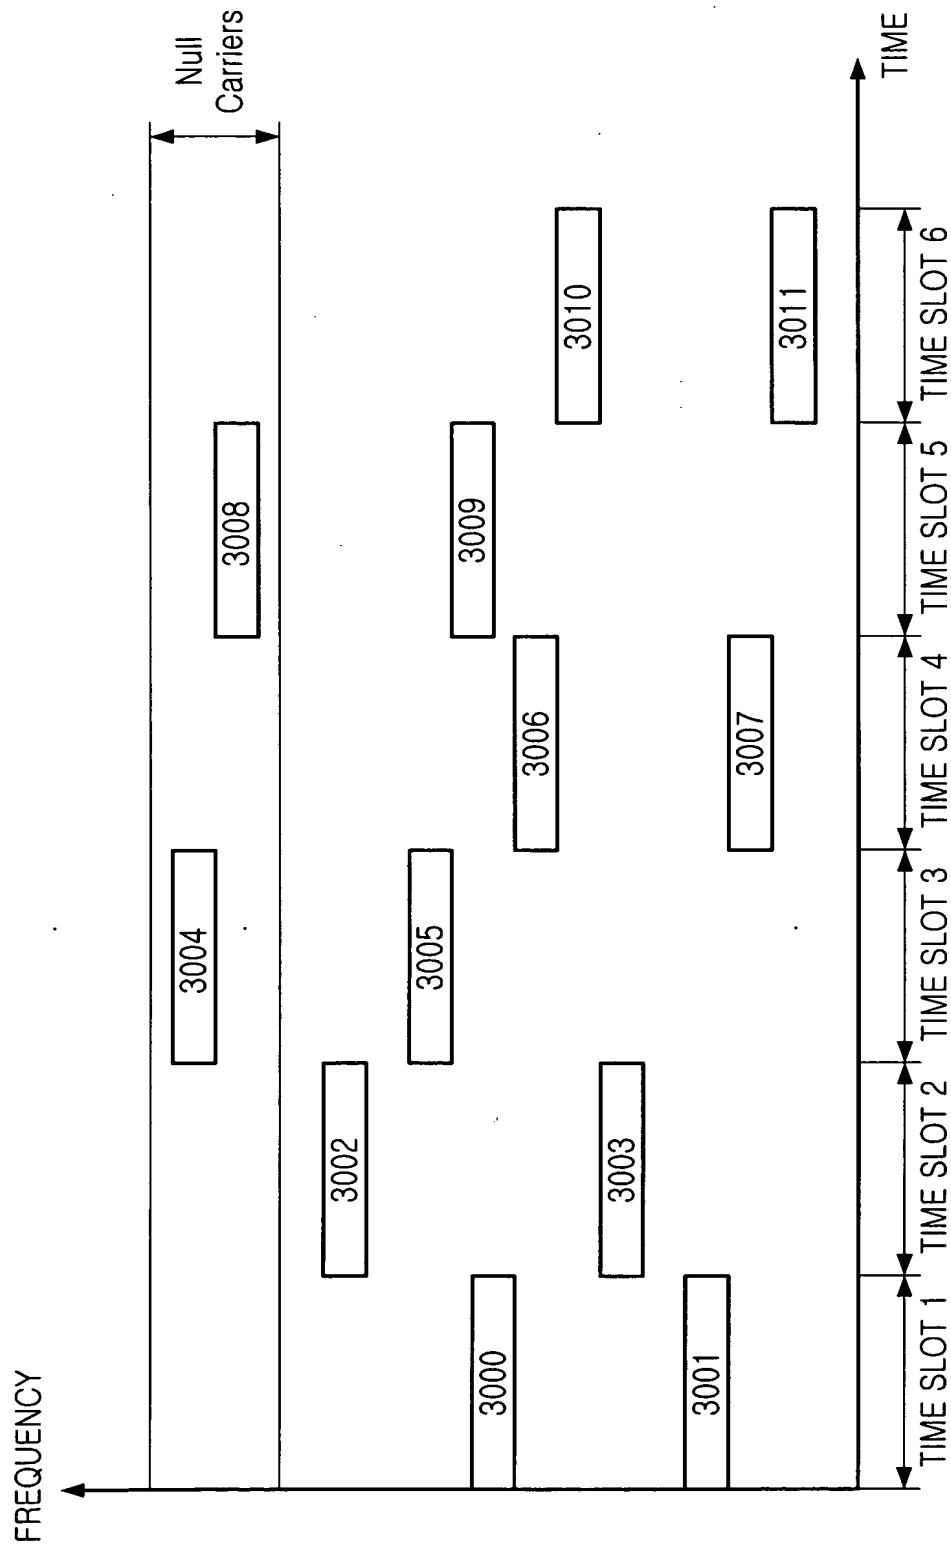 FREQUENCY
Null
Carriers
3004
3008
3002
3005
3009
3000
3006
3010
3003
3001
3007
3011
TIME
TIME SLOT 1
TIME SLOT 2
TIME SLOT 3
TIME SLOT 4
TIME SLOT 5
TIME SLOT 6